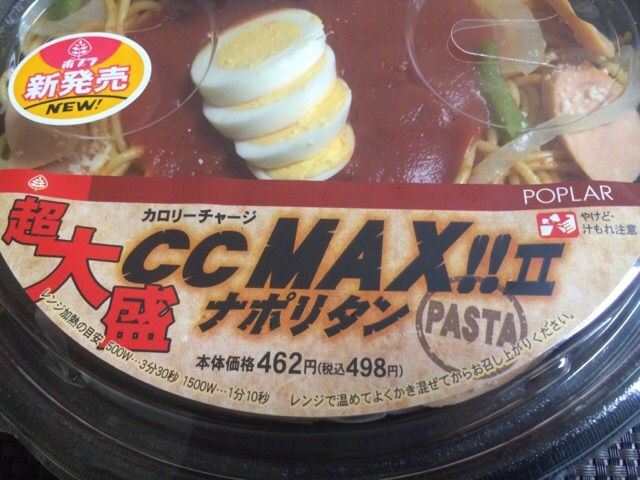 ポプラ
新発売
NEW!
POPLAR
やけど・
汁もれ注意
超大盛
カロリーチャージ
CC MAX!!II
ナポリタン
PASTA
本体価格462円(税込498円)
レンジ加熱の目安 500W…3分30秒 1500W…1分10秒
レンジで温めてよくかき混ぜてからお召し上がりください。